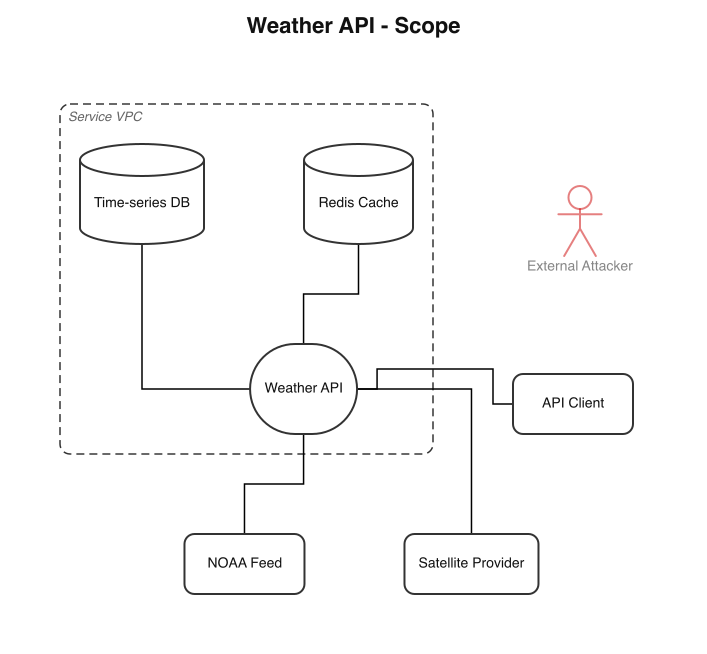 Weather API - Scope
Service VPC
Time-series DB
Redis Cache
External Attacker
Weather API
API Client
NOAA Feed
Satellite Provider